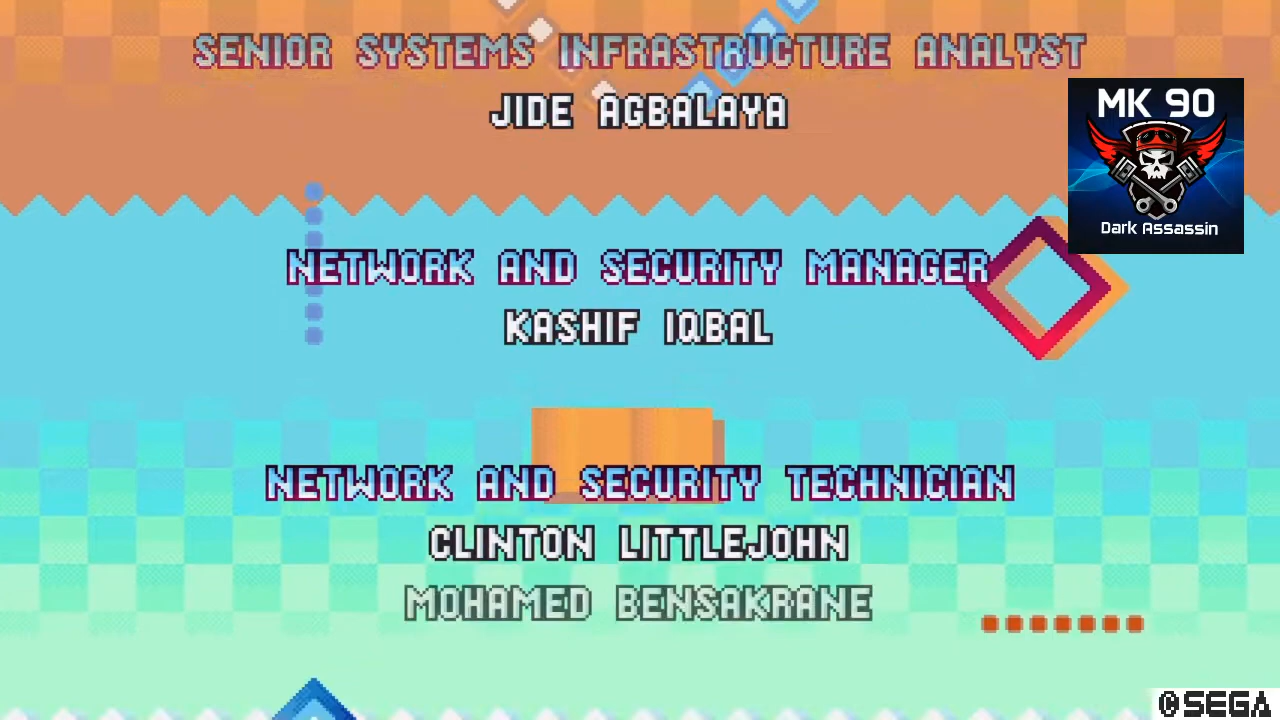 SENIOR SYSTEMS INFRASTRUCTURE ANALYST
JIDE AGBALAYA
MK 90
Dark Assassin
NETWORK AND SECURITY MANAGER
KASHIF IQBAL
NETWORK AND SECURITY TECHNICIAN
CLINTON LITTLEJOHN
MOHAMED BENSAKRANE
©SEGA